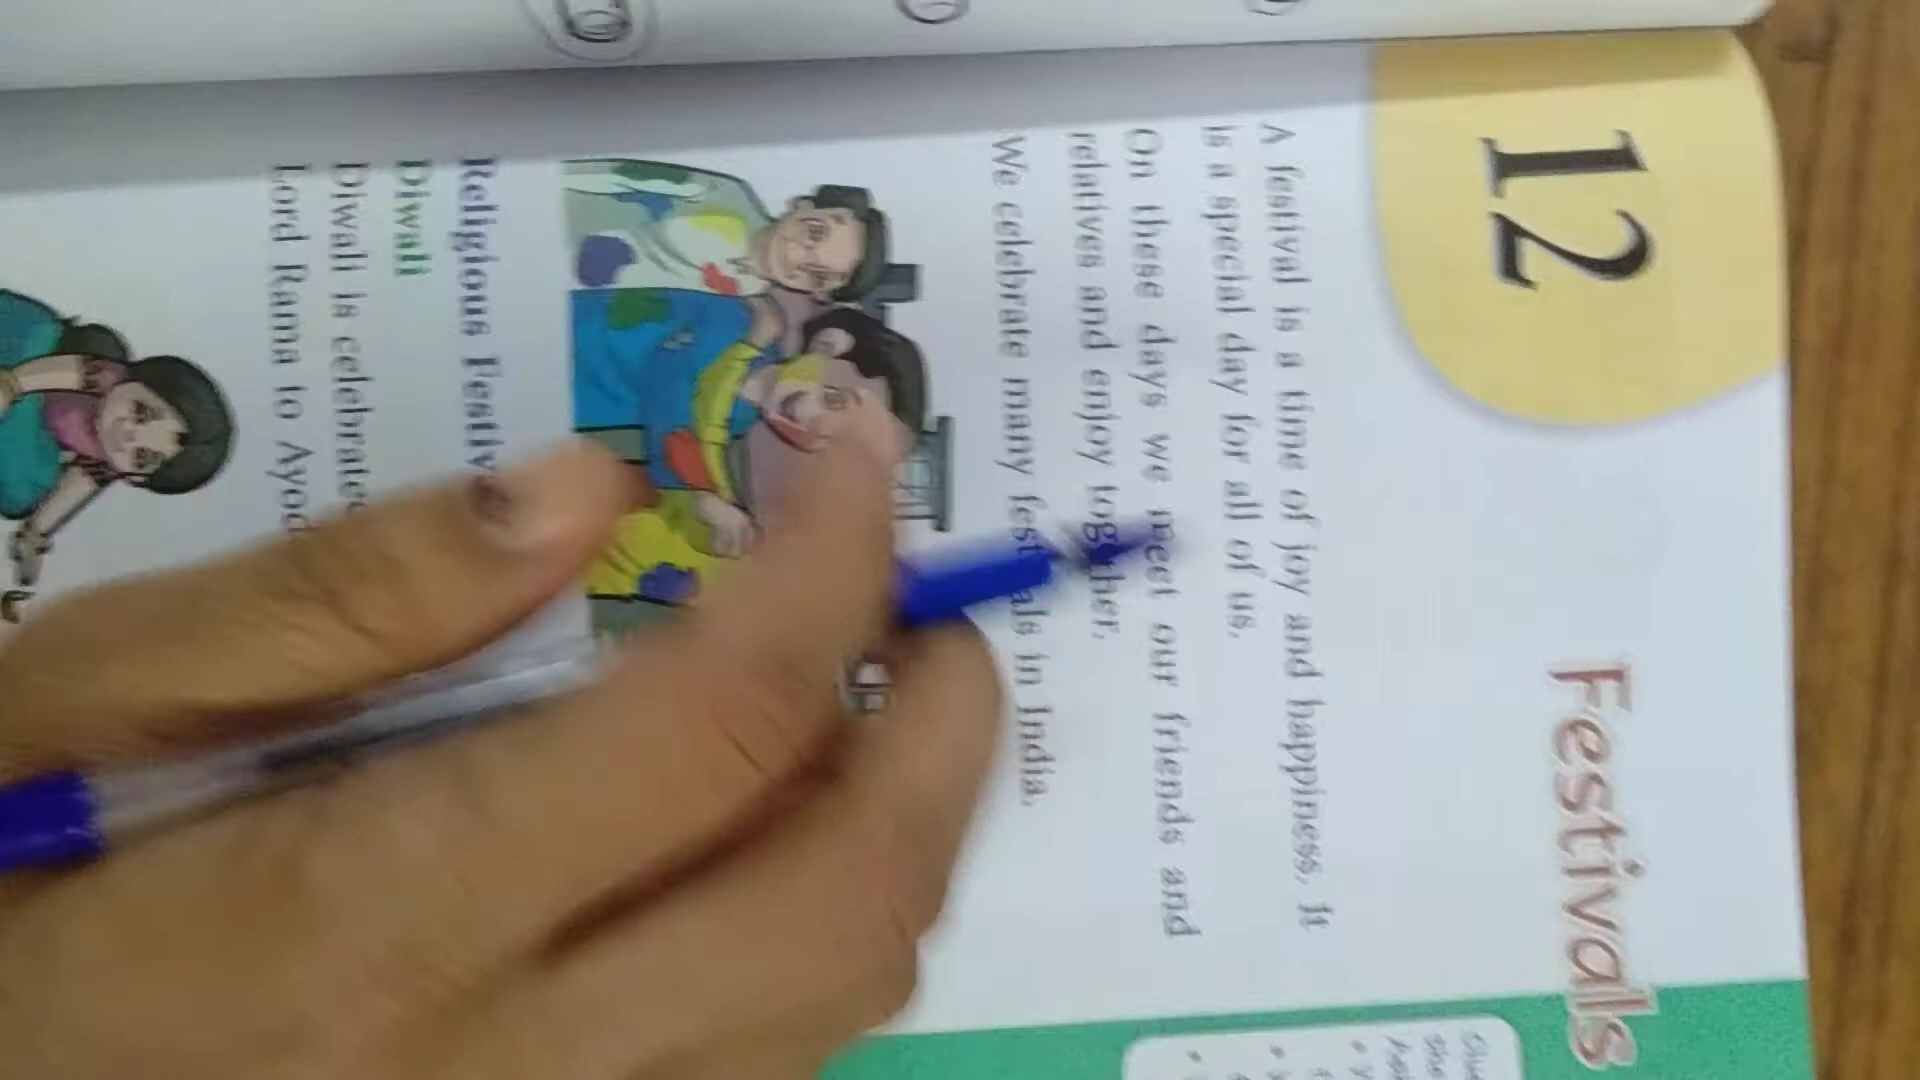 12
Festivals
A festival is a time of joy and happiness. It
is a special day for all of us.
On these days we meet our friends and
relatives and enjoy together.
We celebrate many festivals in India.
Religious
Diwali
Diwali is
Lord Rama to